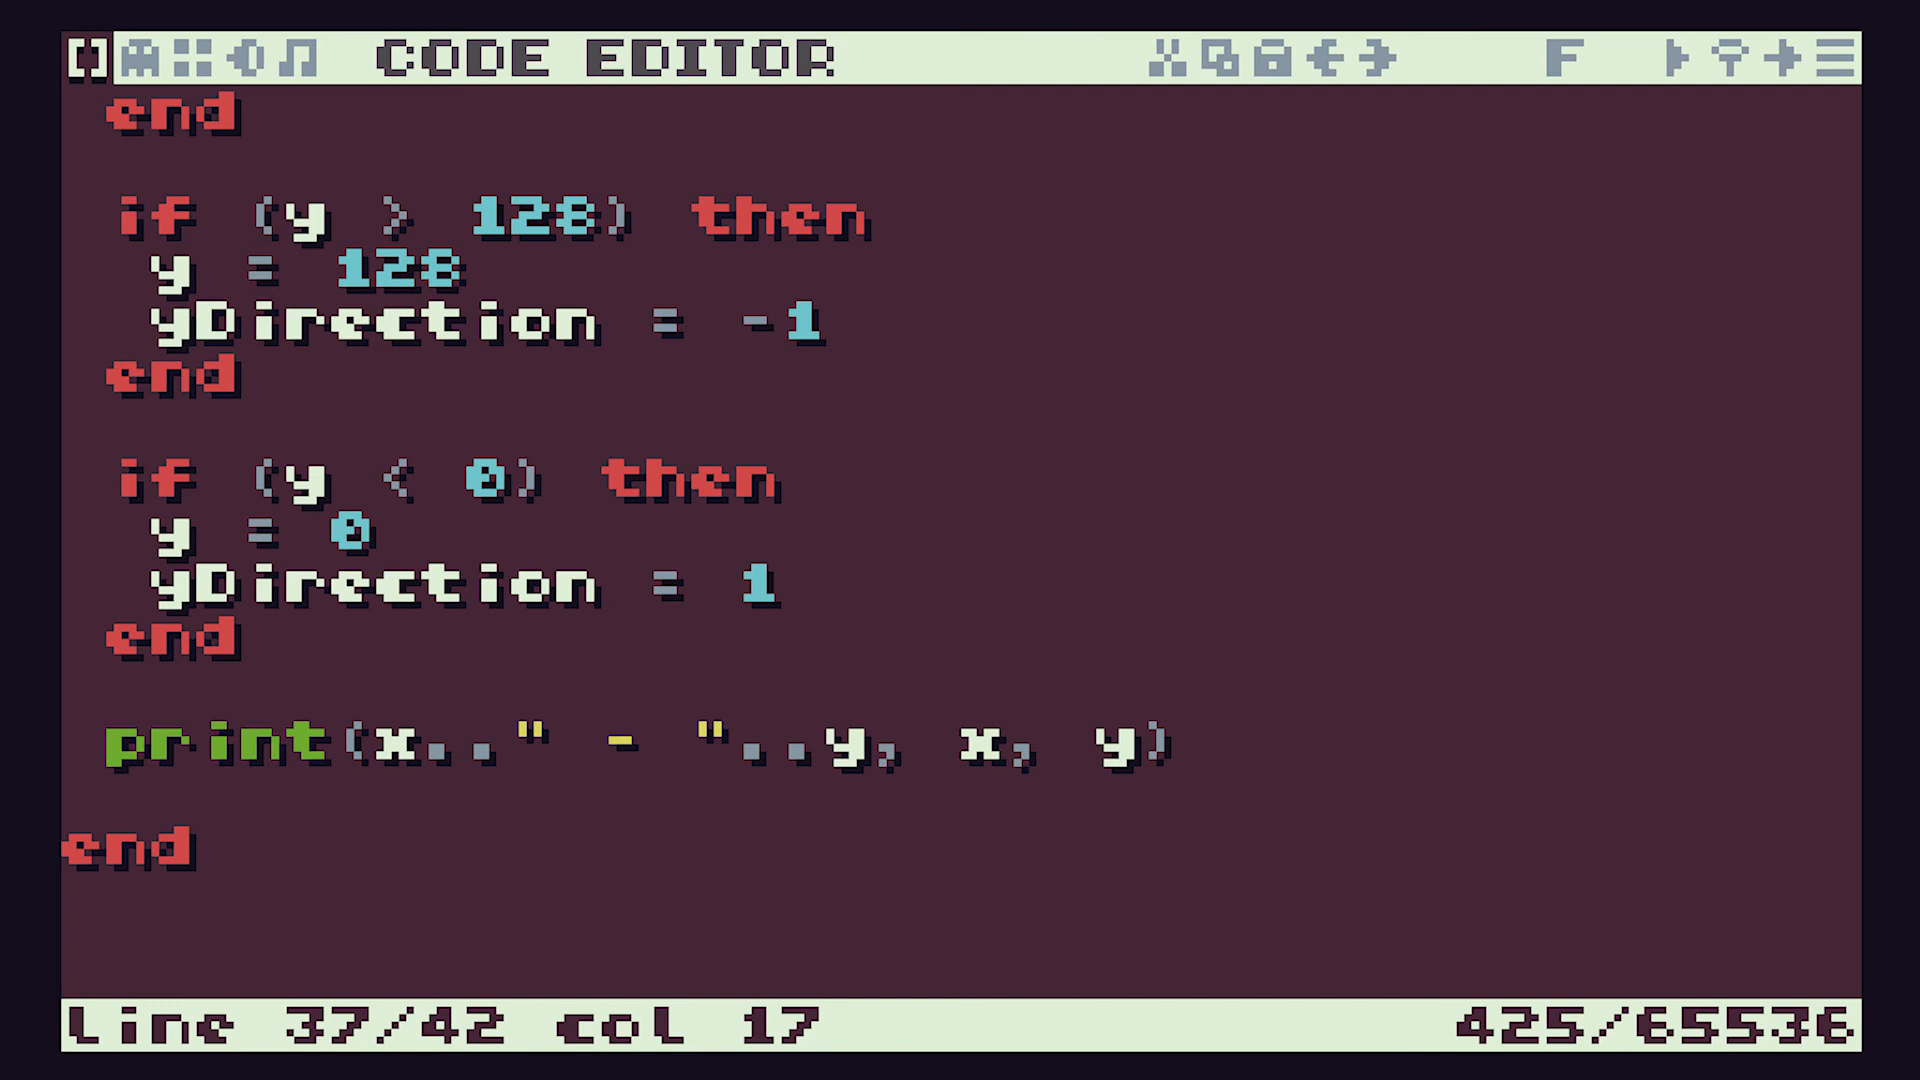 CODE EDITOR F
end
if (y > 128) then
y = 128
yDirection = -1
end
if (y < 0) then
y = 0
yDirection = 1
end
print(x.." - "..y, x, y)
end
line 37/42 col 17 425/65536